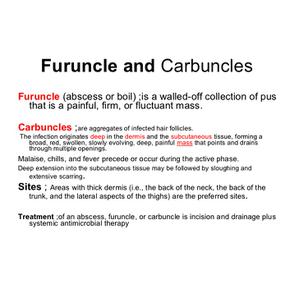 Furuncle and Carbuncles
Furuncle (abscess or boil) ;is a walled-off collection of pus
that is a painful, firm, or fluctuant mass.
Carbuncles ;are aggregates of infected hair follicles.
The infection originates deep in the dermis and the subcutaneous tissue, forming a
broad, red, swollen, slowly evolving, deep, painful mass that points and drains
through multiple openings.
Malaise, chills, and fever precede or occur during the active phase.
Deep extension into the subcutaneous tissue may be followed by sloughing and
extensive scarring.
Sites ; Areas with thick dermis (i.e., the back of the neck, the back of the
trunk, and the lateral aspects of the thighs) are the preferred sites.
Treatment ;of an abscess, furuncle, or carbuncle is incision and drainage plus
systemic antimicrobial therapy